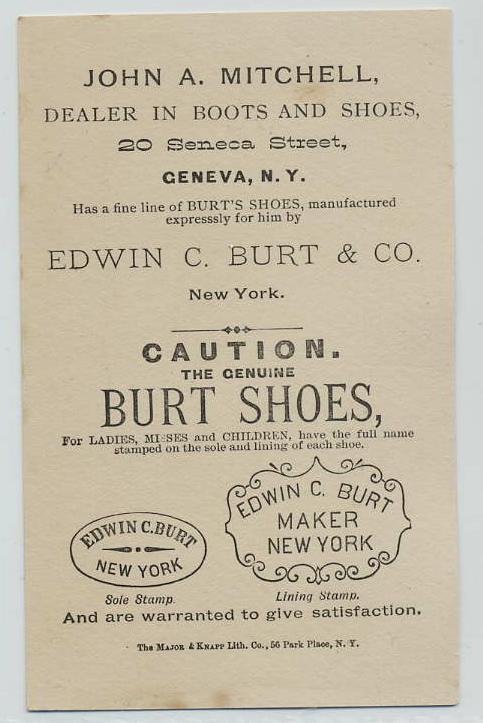 JOHN A. MITCHELL,
DEALER IN BOOTS AND SHOES,
20 Seneca Street,
GENEVA, N. Y.
Has a fine line of BURT'S SHOES, manufactured
expresssly for him by
EDWIN C. BURT & CO.
New York.
CAUTION.
THE GENUINE
BURT SHOES,
For LADIES, MISSES and CHILDREN, have the full name
stamped on the sole and lining of each shoe.
EDWIN C. BURT
NEW YORK
Sole Stamp.
EDWIN C. BURT
MAKER
NEW YORK
Lining Stamp.
And are warranted to give satisfaction.
The MAJOR & KNAPP Lith. Co., 56 Park Place, N. Y.